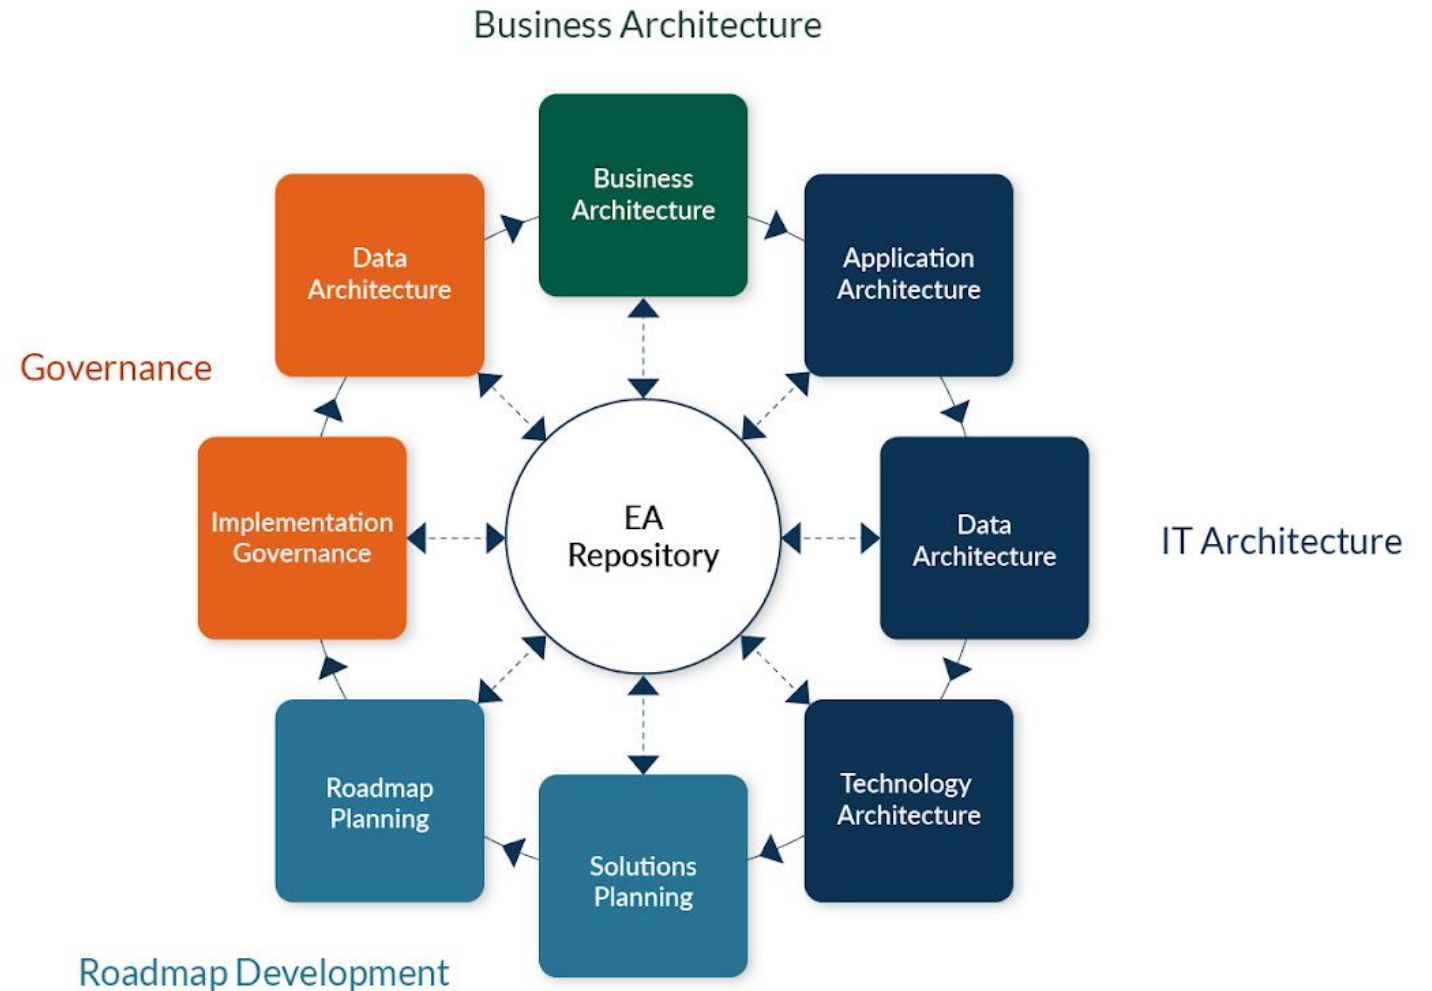 Business Architecture
Business
Architecture
Data
Architecture
Application
Architecture
Governance
Implementation
Governance
EA
Repository
Data
Architecture
IT Architecture
Roadmap
Planning
Solutions
Planning
Technology
Architecture
Roadmap Development